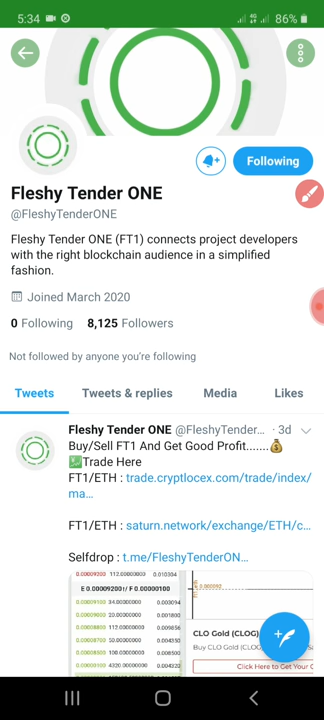 5:34
86%
Following
Fleshy Tender ONE
@FleshyTenderONE
Fleshy Tender ONE (FT1) connects project developers
with the right blockchain audience in a simplified
fashion.
Joined March 2020
0 Following 8,125 Followers
Not followed by anyone you're following
Tweets Tweets & replies Media Likes
Fleshy Tender ONE @FleshyTender... · 3d
Buy/Sell FT1 And Get Good Profit.......💰
💹Trade Here
FT1/ETH : trade.cryptlocex.com/trade/index/
ma...
FT1/ETH : saturn.network/exchange/ETH/c...
Selfdrop : t.me/FleshyTenderON...
CLO Gold (CLOG)
Buy CLO Gold (CLOG
Click Here to Get Your C